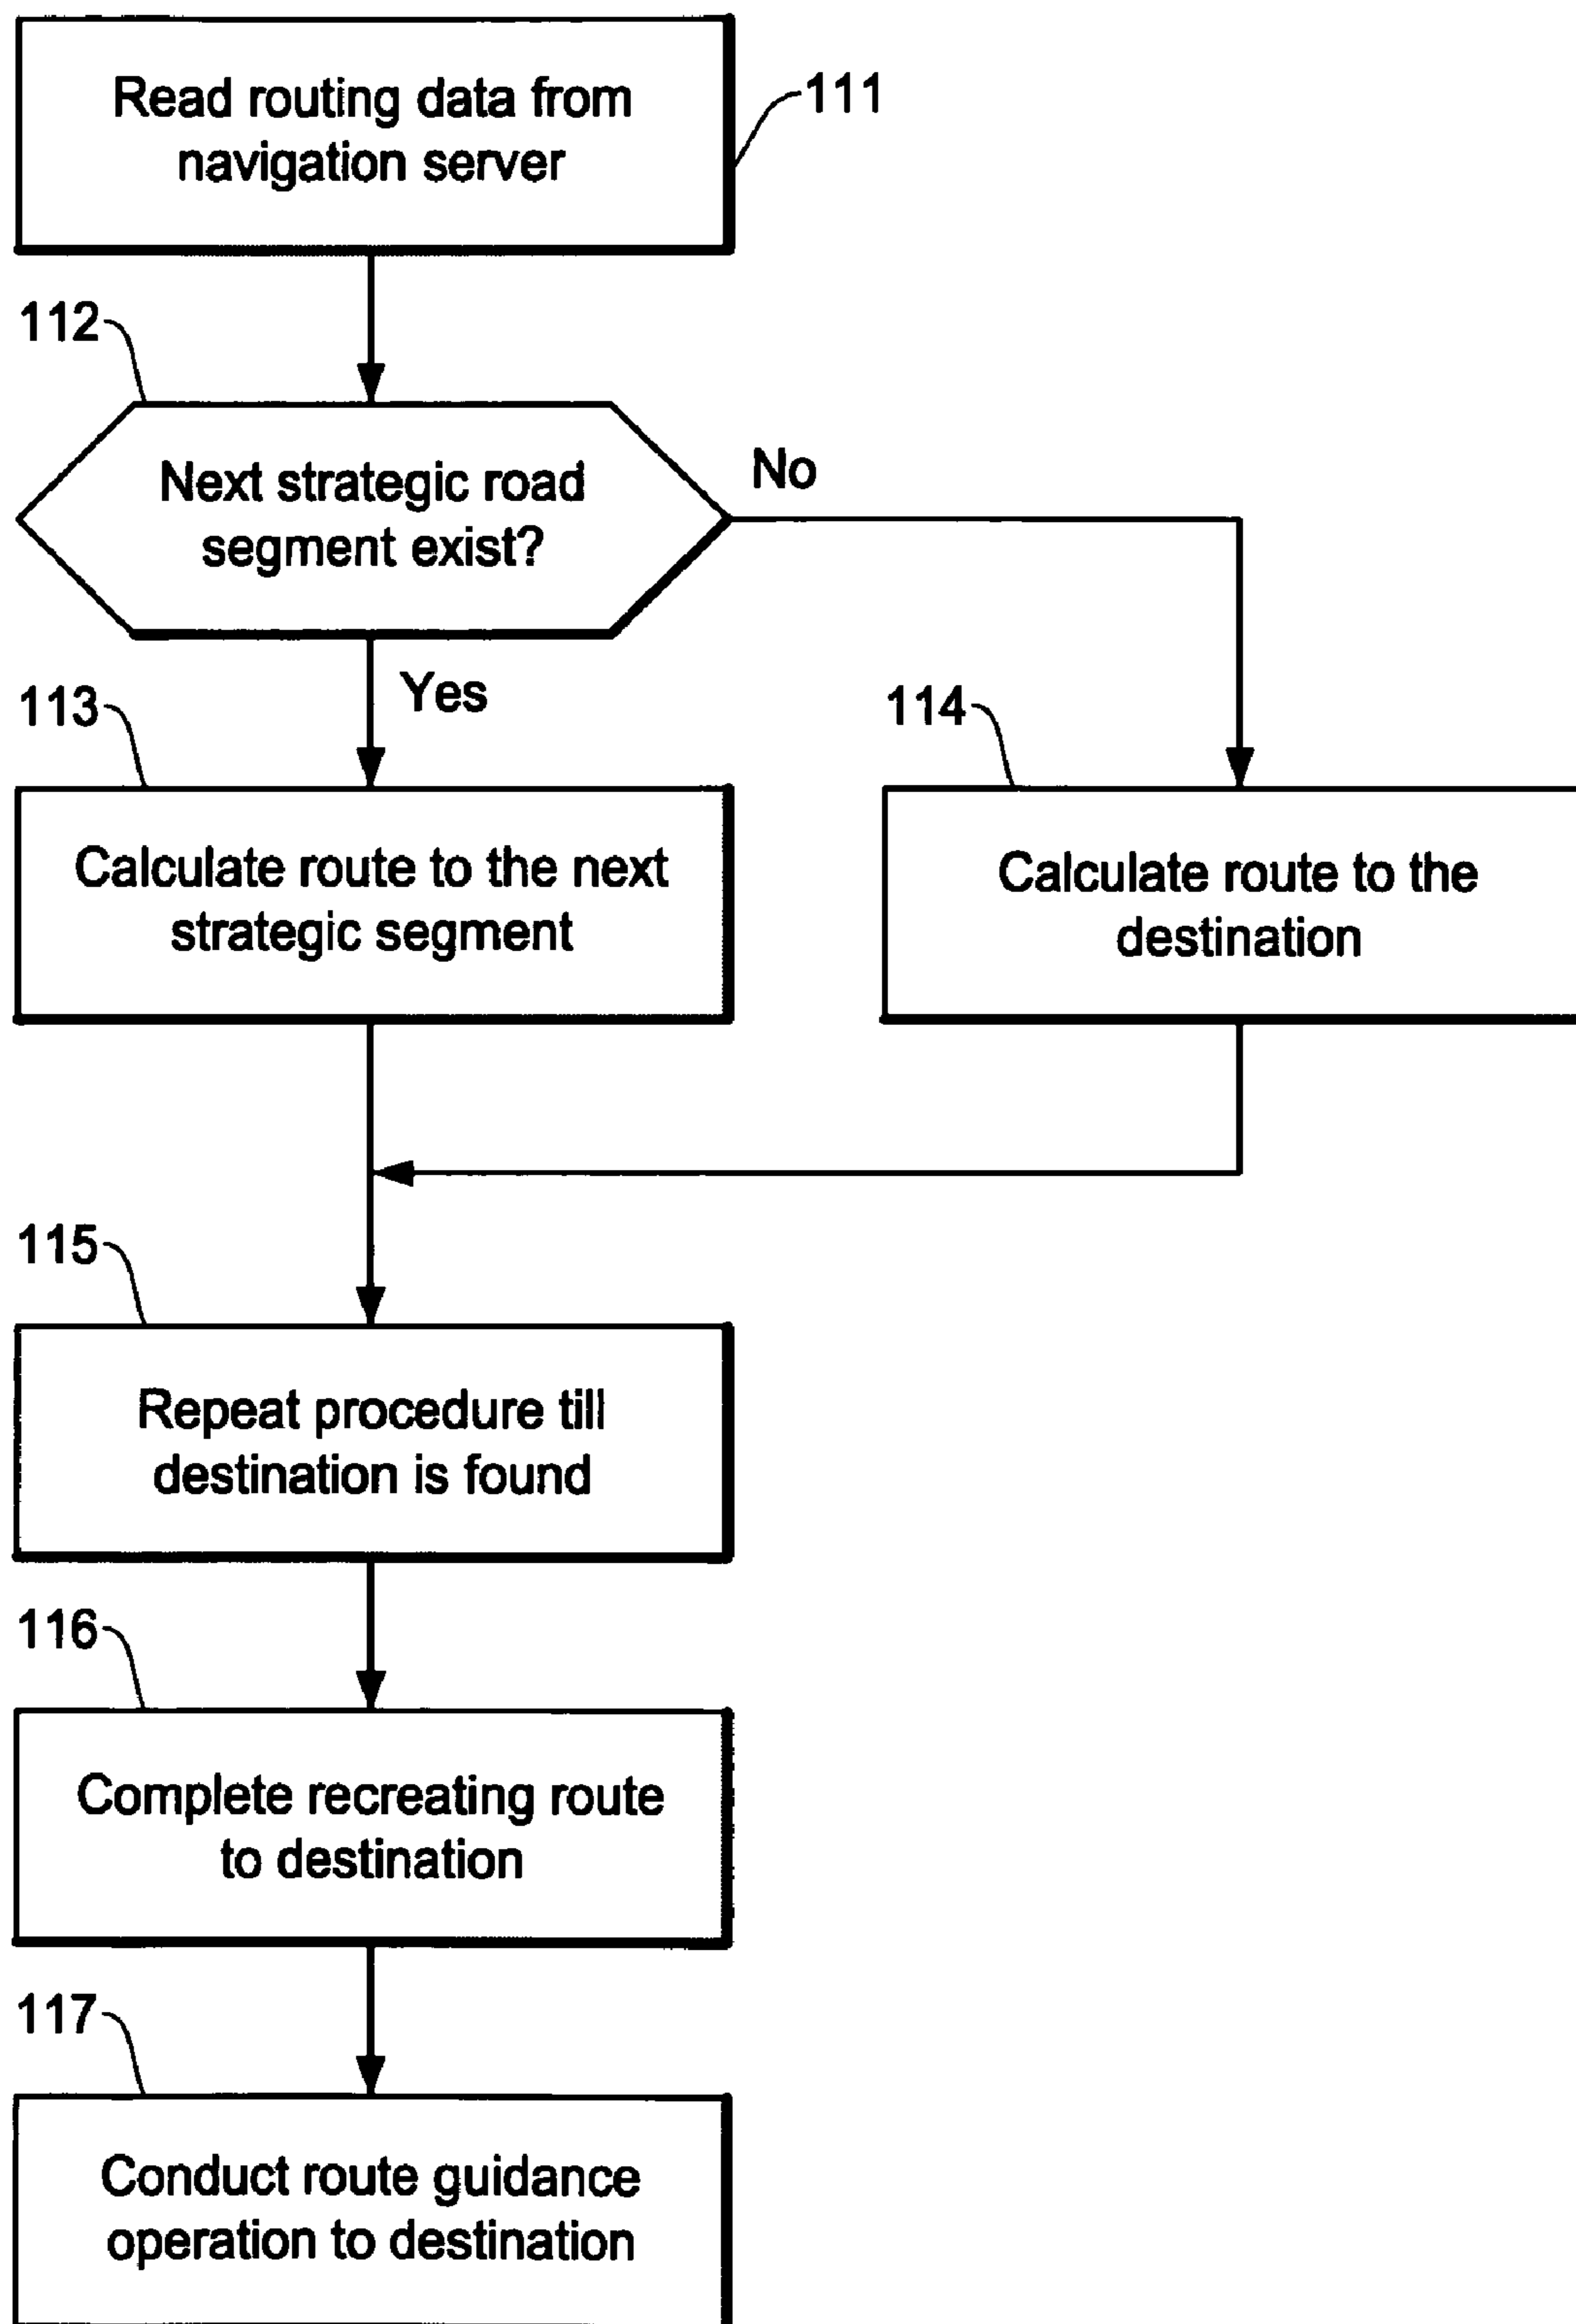 Read routing data from
navigation server
111
112
Next strategic road
segment exist?
No
Yes
113
Calculate route to the next
strategic segment
114
Calculate route to the
destination
115
Repeat procedure till
destination is found
116
Complete recreating route
to destination
117
Conduct route guidance
operation to destination